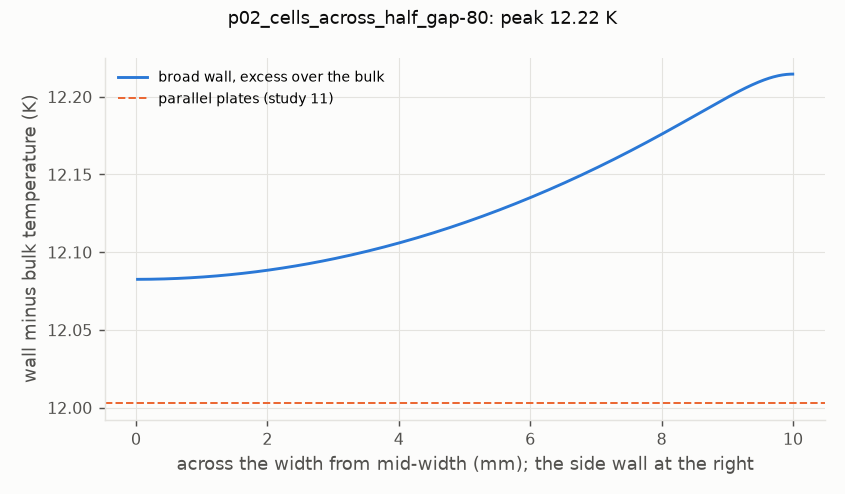 p02_cells_across_half_gap-80: peak 12.22 K
broad wall, excess over the bulk
parallel plates (study 11)
wall minus bulk temperature (K)
12.20
12.15
12.10
12.05
12.00
0 2 4 6 8 10
across the width from mid-width (mm); the side wall at the right